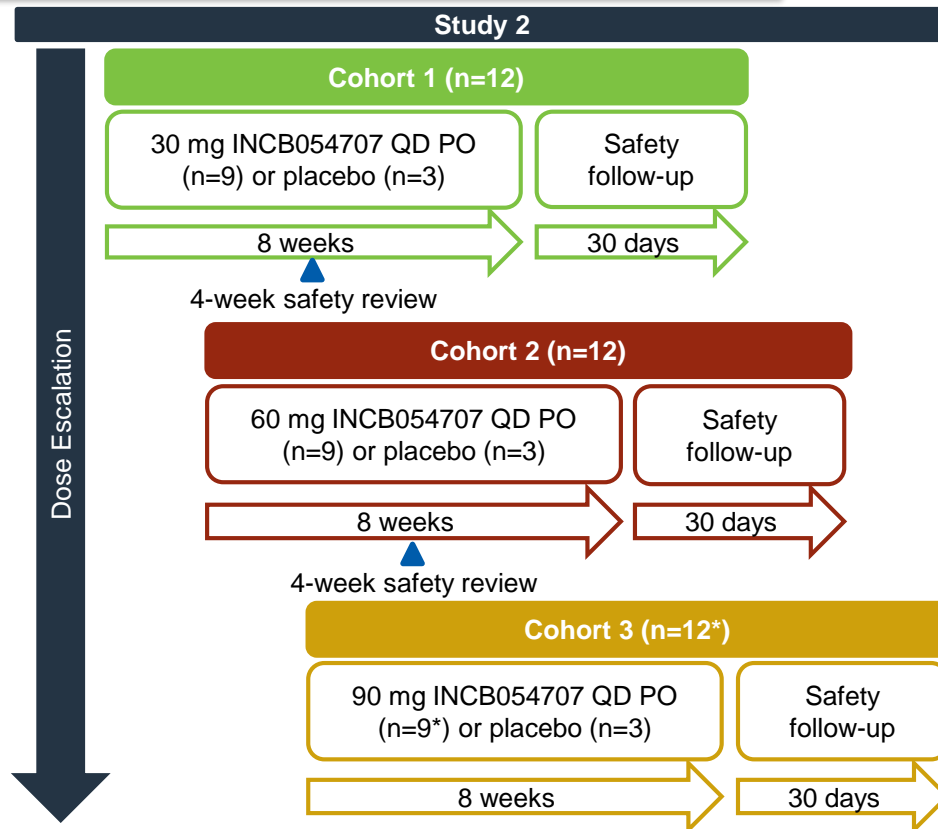 Study 2
Dose Escalation
Cohort 1 (n=12)
30 mg INCB054707 QD PO
(n=9) or placebo (n=3)
Safety
follow-up
8 weeks
30 days
4-week safety review
Cohort 2 (n=12)
60 mg INCB054707 QD PO
(n=9) or placebo (n=3)
Safety
follow-up
8 weeks
30 days
4-week safety review
Cohort 3 (n=12*)
90 mg INCB054707 QD PO
(n=9*) or placebo (n=3)
Safety
follow-up
8 weeks
30 days